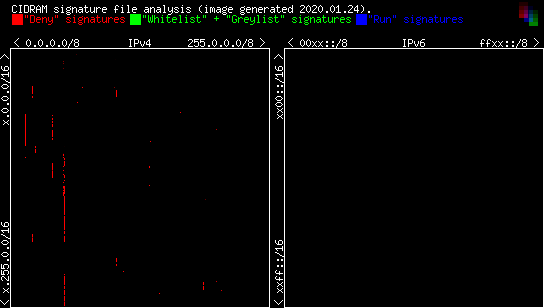 CIDRAM signature file analysis (image generated 2020.01.24).
"Deny" signatures "Whitelist" + "Greylist" signatures "Run" signatures
< 0.0.0.0/8 IPv4 255.0.0.0/8 >
< 00xx::/8 IPv6 ffxx::/8 >
< x.255.0.0/16 x.0.0.0/16 >
< xxff::/16 xx00::/16 >